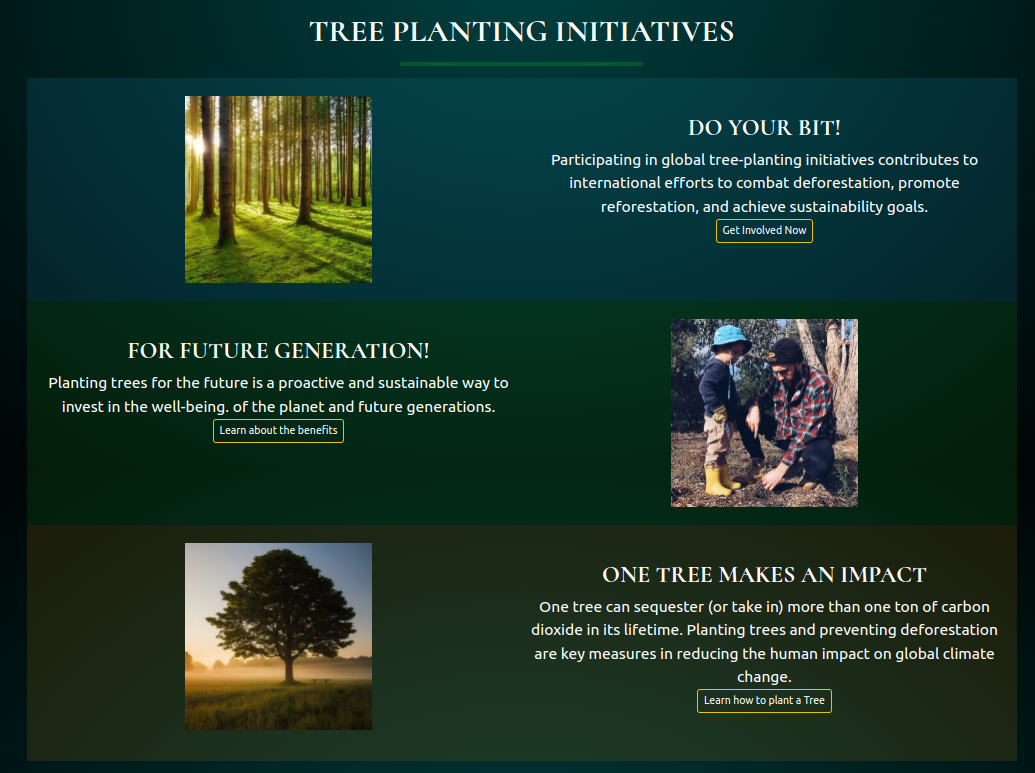 TREE PLANTING INITIATIVES
DO YOUR BIT!
Participating in global tree-planting initiatives contributes to
international efforts to combat deforestation, promote
reforestation, and achieve sustainability goals.
Get Involved Now
FOR FUTURE GENERATION!
Planting trees for the future is a proactive and sustainable way to
invest in the well-being. of the planet and future generations.
Learn about the benefits
ONE TREE MAKES AN IMPACT
One tree can sequester (or take in) more than one ton of carbon
dioxide in its lifetime. Planting trees and preventing deforestation
are key measures in reducing the human impact on global climate
change.
Learn how to plant a Tree